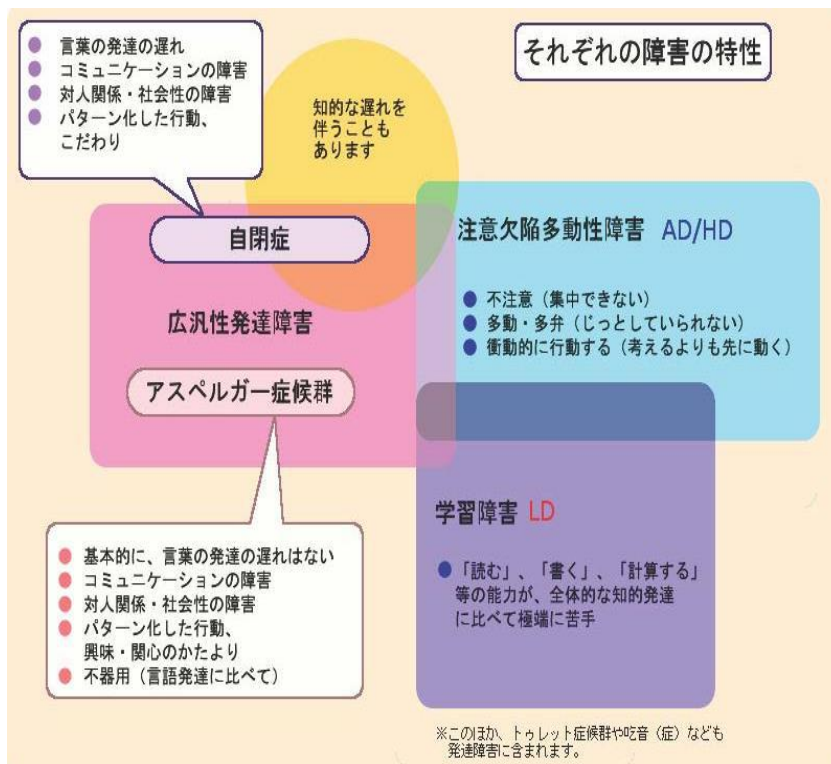 それぞれの障害の特性
● 言葉の発達の遅れ
● コミュニケーションの障害
● 対人関係・社会性の障害
● パターン化した行動、
こだわり
知的な遅れを
伴うことも
あります
自閉症
広汎性発達障害
アスペルガー症候群
● 基本的に、言葉の発達の遅れはない
● コミュニケーションの障害
● 対人関係・社会性の障害
● パターン化した行動、
興味・関心のかたより
● 不器用（言語発達に比べて）
注意欠陥多動性障害 AD/HD
● 不注意（集中できない）
● 多動・多弁（じっとしていられない）
● 衝動的に行動する（考えるよりも先に動く）
学習障害 LD
● 「読む」、「書く」、「計算する」
等の能力が、全体的な知的発達
に比べて極端に苦手
※このほか、トゥレット症候群や吃音（症）なども
発達障害に含まれます。